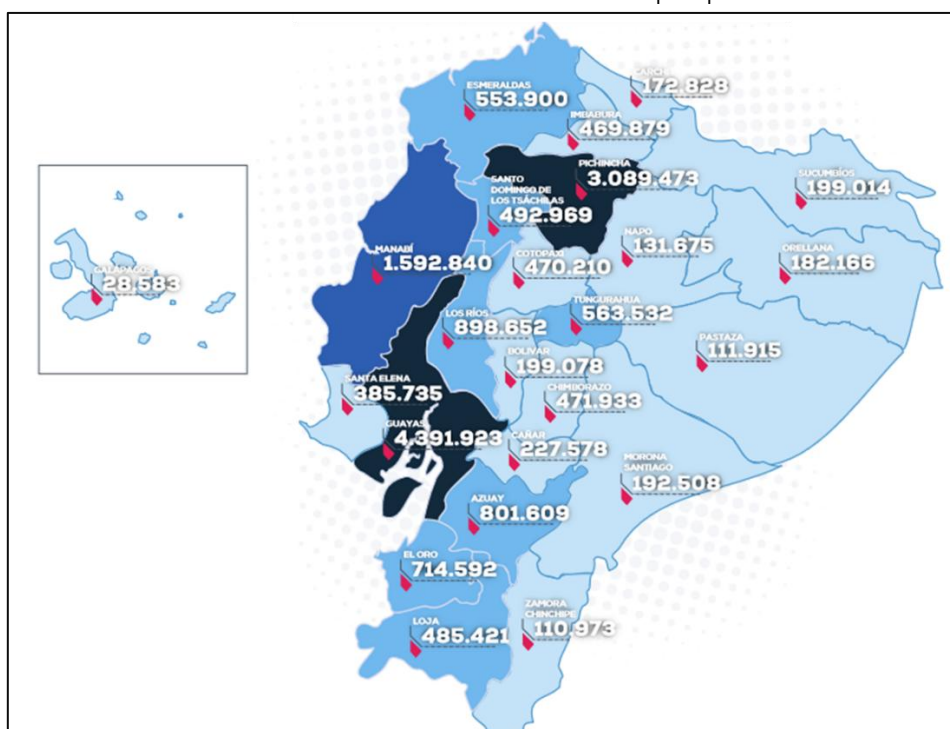 CARCHI
172.828
ESMERALDAS
553.900
IMBABURA
469.879
PICHINCHA
3.089.473
SANTO
DOMINGO DE
LOS TSÁCHILAS
492.969
SUCUMBÍOS
199.014
NAPO
131.675
ORELLANA
182.166
MANABÍ
1.592.840
COTOPAXI
470.210
GALÁPAGOS
28.583
TUNGURAHUA
563.532
LOS RÍOS
898.652
PASTAZA
111.915
BOLÍVAR
199.078
SANTA ELENA
385.735
CHIMBORAZO
471.933
GUAYAS
4.391.923
CAÑAR
227.578
MORONA
SANTIAGO
192.508
AZUAY
801.609
EL ORO
714.592
ZAMORA
CHINCHIPE
110.973
LOJA
485.421